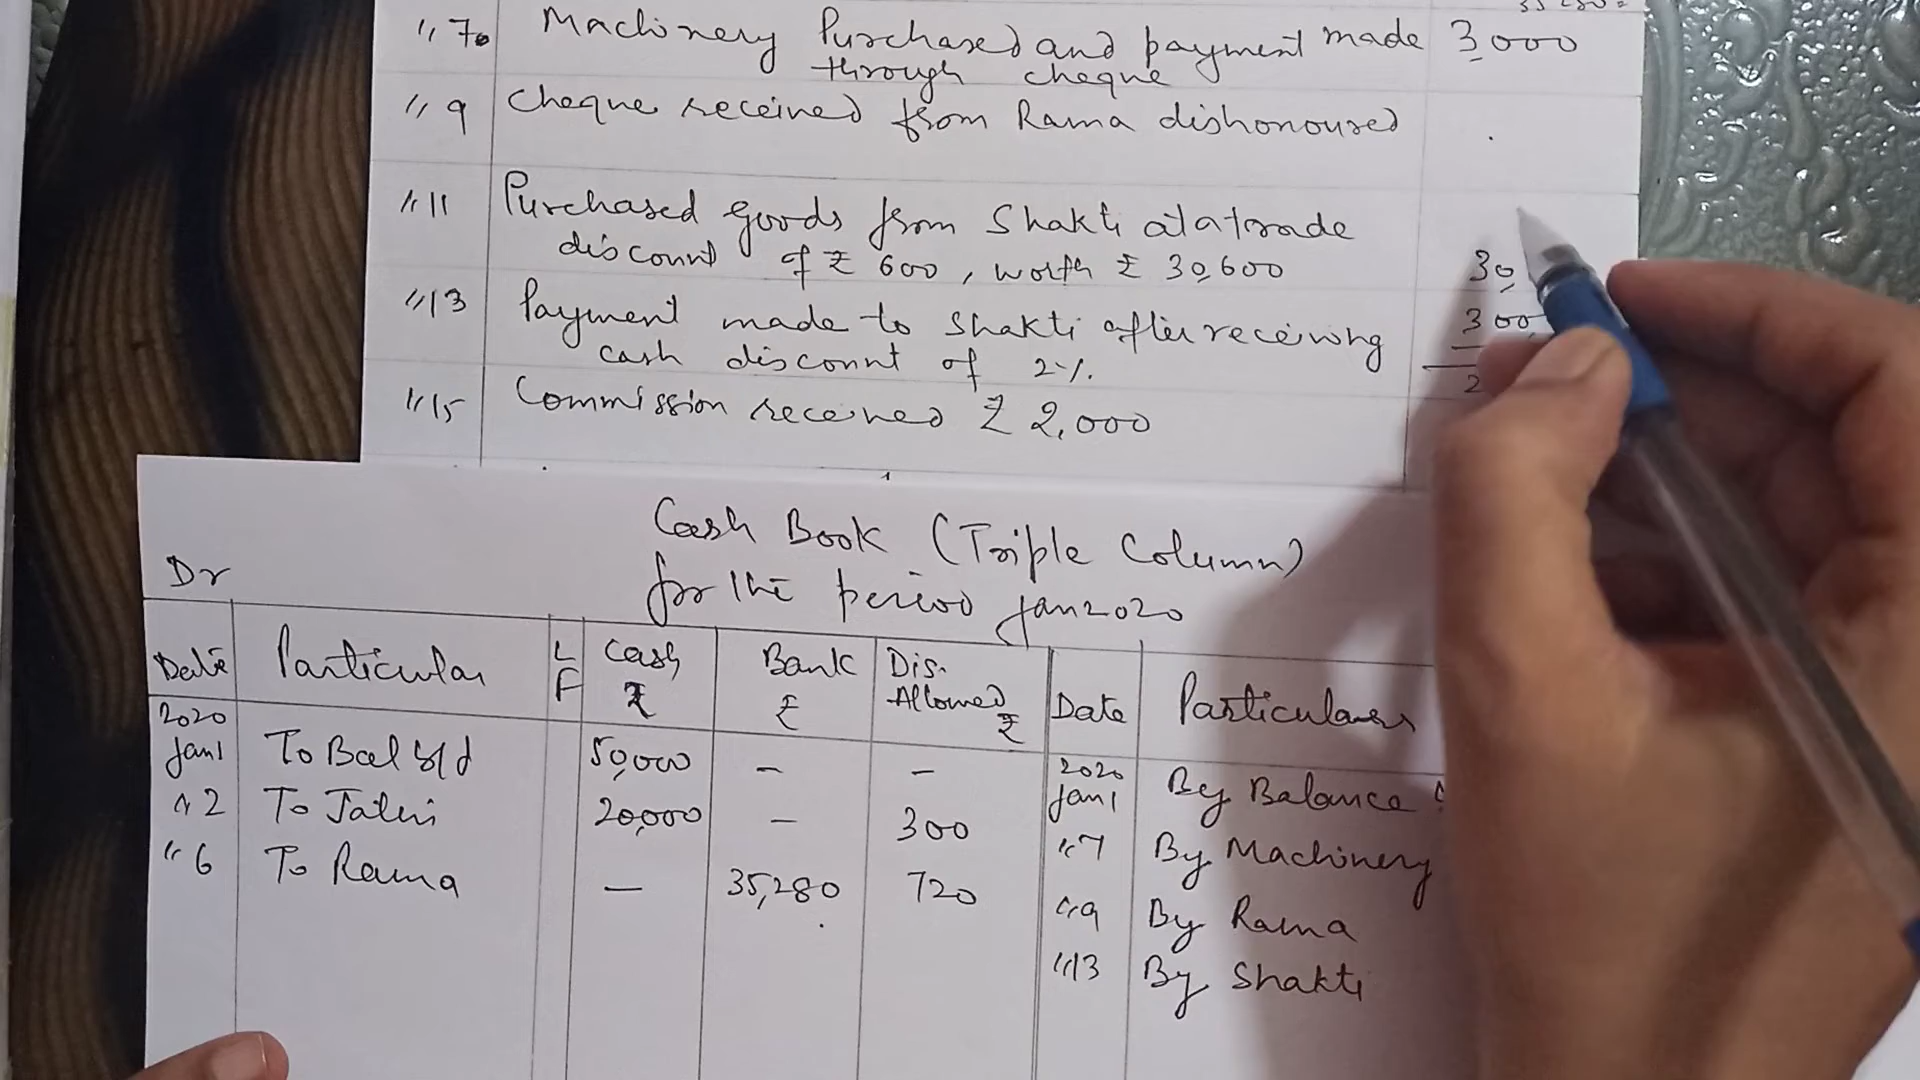 "70 Machinery Purchased and payment made 3,000
through cheque
"9 Cheque received from Rama dishonoured
"11 Purchased goods from Shakti at a trade
discount of ₹ 600, worth ₹ 30,600
"13 Payment made to Shakti after receiving
cash discount of 2%.
"15 Commission received ₹ 2,000
Cash Book (Triple Column)
for the period Jan 2020
Dr
Date Particular LF Cash ₹ Bank ₹ Dis. Allowed ₹ Date Particulars
2020 Jan 1 To Bal b/d 50,000 - - 2020 Jan 1 By Balance
"2 To Jatin 20,000 - 300 "7 By Machinery
"6 To Rama - 35,280 720 "9 By Rama
"13 By Shakti